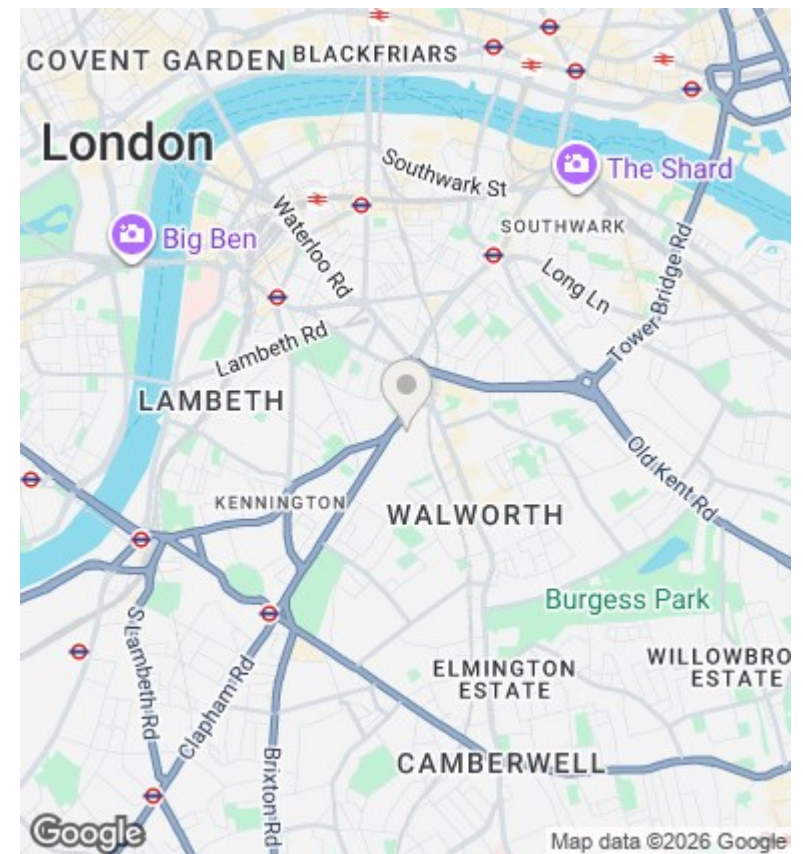 COVENT GARDEN
BLACKFRIARS
London
Southwark St
The Shard
Big Ben
Waterloo Rd
SOUTHWARK
Long Ln
Tower Bridge Rd
Lambeth Rd
LAMBETH
Old Kent Rd
KENNINGTON
WALWORTH
Burgess Park
S Lambeth Rd
Clapham Rd
ELMINGTON
ESTATE
WILLOWBRO
ESTATE
Brixton Rd
CAMBERWELL
Google
Map data ©2026 Google